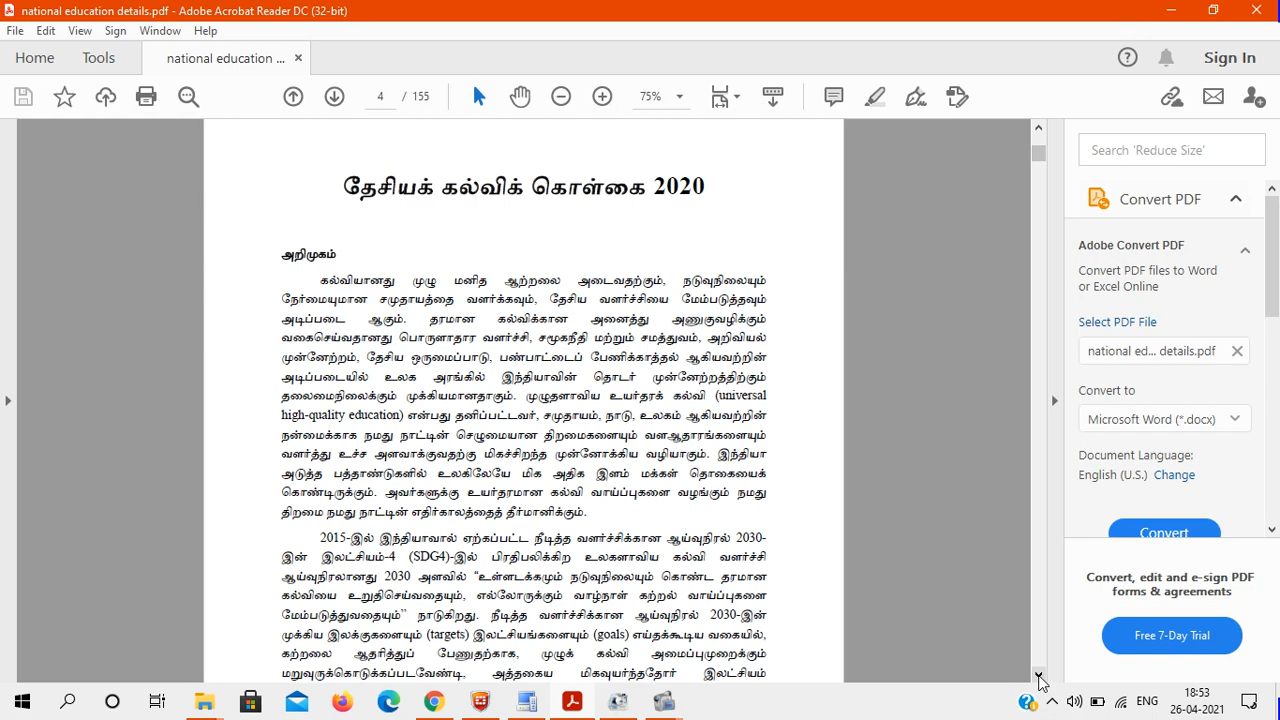 national education details.pdf - Adobe Acrobat Reader DC (32-bit)
File Edit View Sign Window Help
Home Tools national education ... Sign In
4 / 155 75%
Search 'Reduce Size'
Convert PDF
Adobe Convert PDF
Convert PDF files to Word
or Excel Online
Select PDF File
national ed... details.pdf
Convert to
Microsoft Word (*.docx)
Document Language:
English (U.S.) Change
Convert
Convert, edit and e-sign PDF
forms & agreements
Free 7-Day Trial
தேசியக் கல்விக் கொள்கை 2020
அறிமுகம்
கல்வியானது முழு மனித ஆற்றலை அடைவதற்கும், நடுவுநிலையும்
நேர்மையுமான சமுதாயத்தை வளர்க்கவும், தேசிய வளர்ச்சியை மேம்படுத்தவும்
அடிப்படை ஆகும். தரமான கல்விக்கான அனைத்து அணுகுவழிக்கும்
வகைசெய்வதானது பொருளாதார வளர்ச்சி, சமூகநீதி மற்றும் சமத்துவம், அறிவியல்
முன்னேற்றம், தேசிய ஒருமைப்பாடு, பண்பாட்டைப் பேணிக்காத்தல் ஆகியவற்றின்
அடிப்படையில் உலக அரங்கில் இந்தியாவின் தொடர் முன்னேற்றத்திற்கும்
தலைமைநிலைக்கும் முக்கியமானதாகும். முழுதளாவிய உயர்தரக் கல்வி (universal
high-quality education) என்பது தனிப்பட்டவர், சமுதாயம், நாடு, உலகம் ஆகியவற்றின்
நன்மைக்காக நமது நாட்டின் செழுமையான திறமைகளையும் வளஆதாரங்களையும்
வளர்த்து உச்ச அளவாக்குவதற்கு மிகச்சிறந்த முன்னோக்கிய வழியாகும். இந்தியா
அடுத்த பத்தாண்டுகளில் உலகிலேயே மிக அதிக இளம் மக்கள் தொகையைக்
கொண்டிருக்கும். அவர்களுக்கு உயர்தரமான கல்வி வாய்ப்புகளை வழங்கும் நமது
திறமை நமது நாட்டின் எதிர்காலத்தைத் தீர்மானிக்கும்.
2015-இல் இந்தியாவால் ஏற்கப்பட்ட நீடித்த வளர்ச்சிக்கான ஆய்வுநிரல் 2030-
இன் இலட்சியம்-4 (SDG4)-இல் பிரதிபலிக்கிற உலகளாவிய கல்வி வளர்ச்சி
ஆய்வுநிரலானது 2030 அளவில் “உள்ளடக்கமும் நடுவுநிலையும் கொண்ட தரமான
கல்வியை உறுதிசெய்வதையும், எல்லோருக்கும் வாழ்நாள் கற்றல் வாய்ப்புகளை
மேம்படுத்துவதையும்” நாடுகிறது. நீடித்த வளர்ச்சிக்கான ஆய்வுநிரல் 2030-இன்
முக்கிய இலக்குகளையும் (targets) இலட்சியங்களையும் (goals) எய்தக்கூடிய வகையில்,
கற்றலை ஆதரித்துப் பேணுதற்காக, முழுக் கல்வி அமைப்புமுறைக்கும்
மறுவுருக்கொடுக்கப்படவேண்டி, அத்தகைய மிகவுயர்ந்ததோர் இலட்சியம்
ENG 18:53
26-04-2021